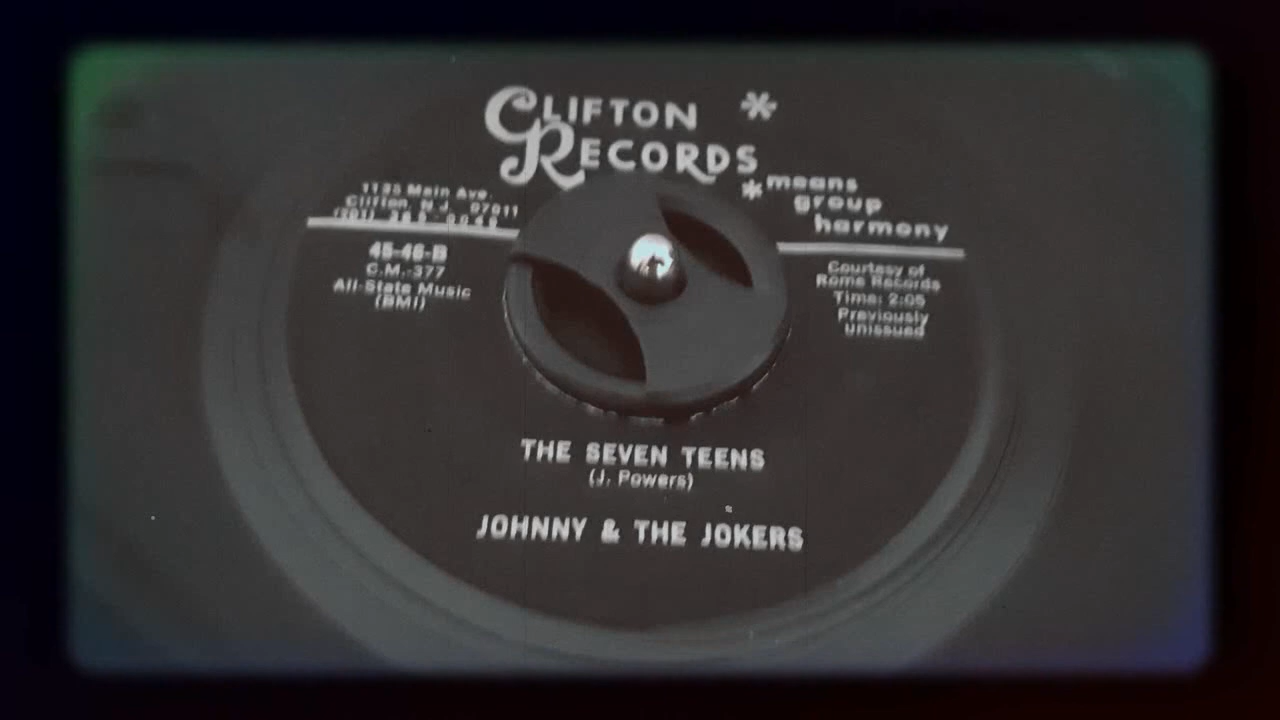 CLIFTON *
RECORDS
*means
group
harmony
1135 Main Ave.
Clifton, N.J. 07011
(201)
45-46-B
C.M.-377
All-State Music
(BMI)
Courtesy of
Rome Records
Time: 2:05
Previously
unissued
THE SEVEN TEENS
(J. Powers)
JOHNNY & THE JOKERS